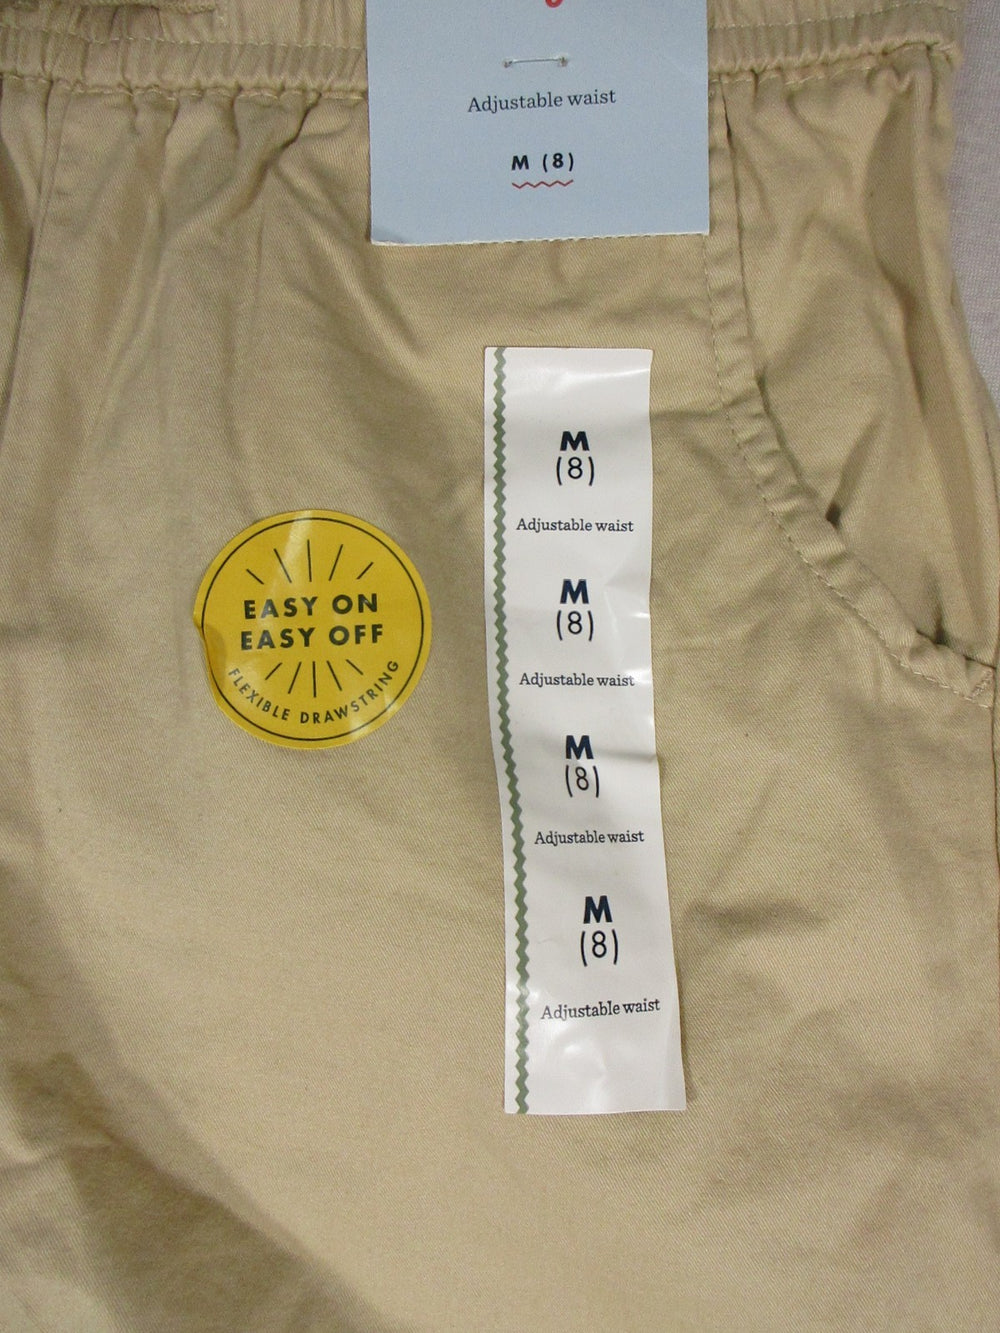 Adjustable waist
M (8)
M
(8)
Adjustable waist
M
(8)
Adjustable waist
M
(8)
Adjustable waist
M
(8)
Adjustable waist
EASY ON
EASY OFF
FLEXIBLE DRAWSTRING